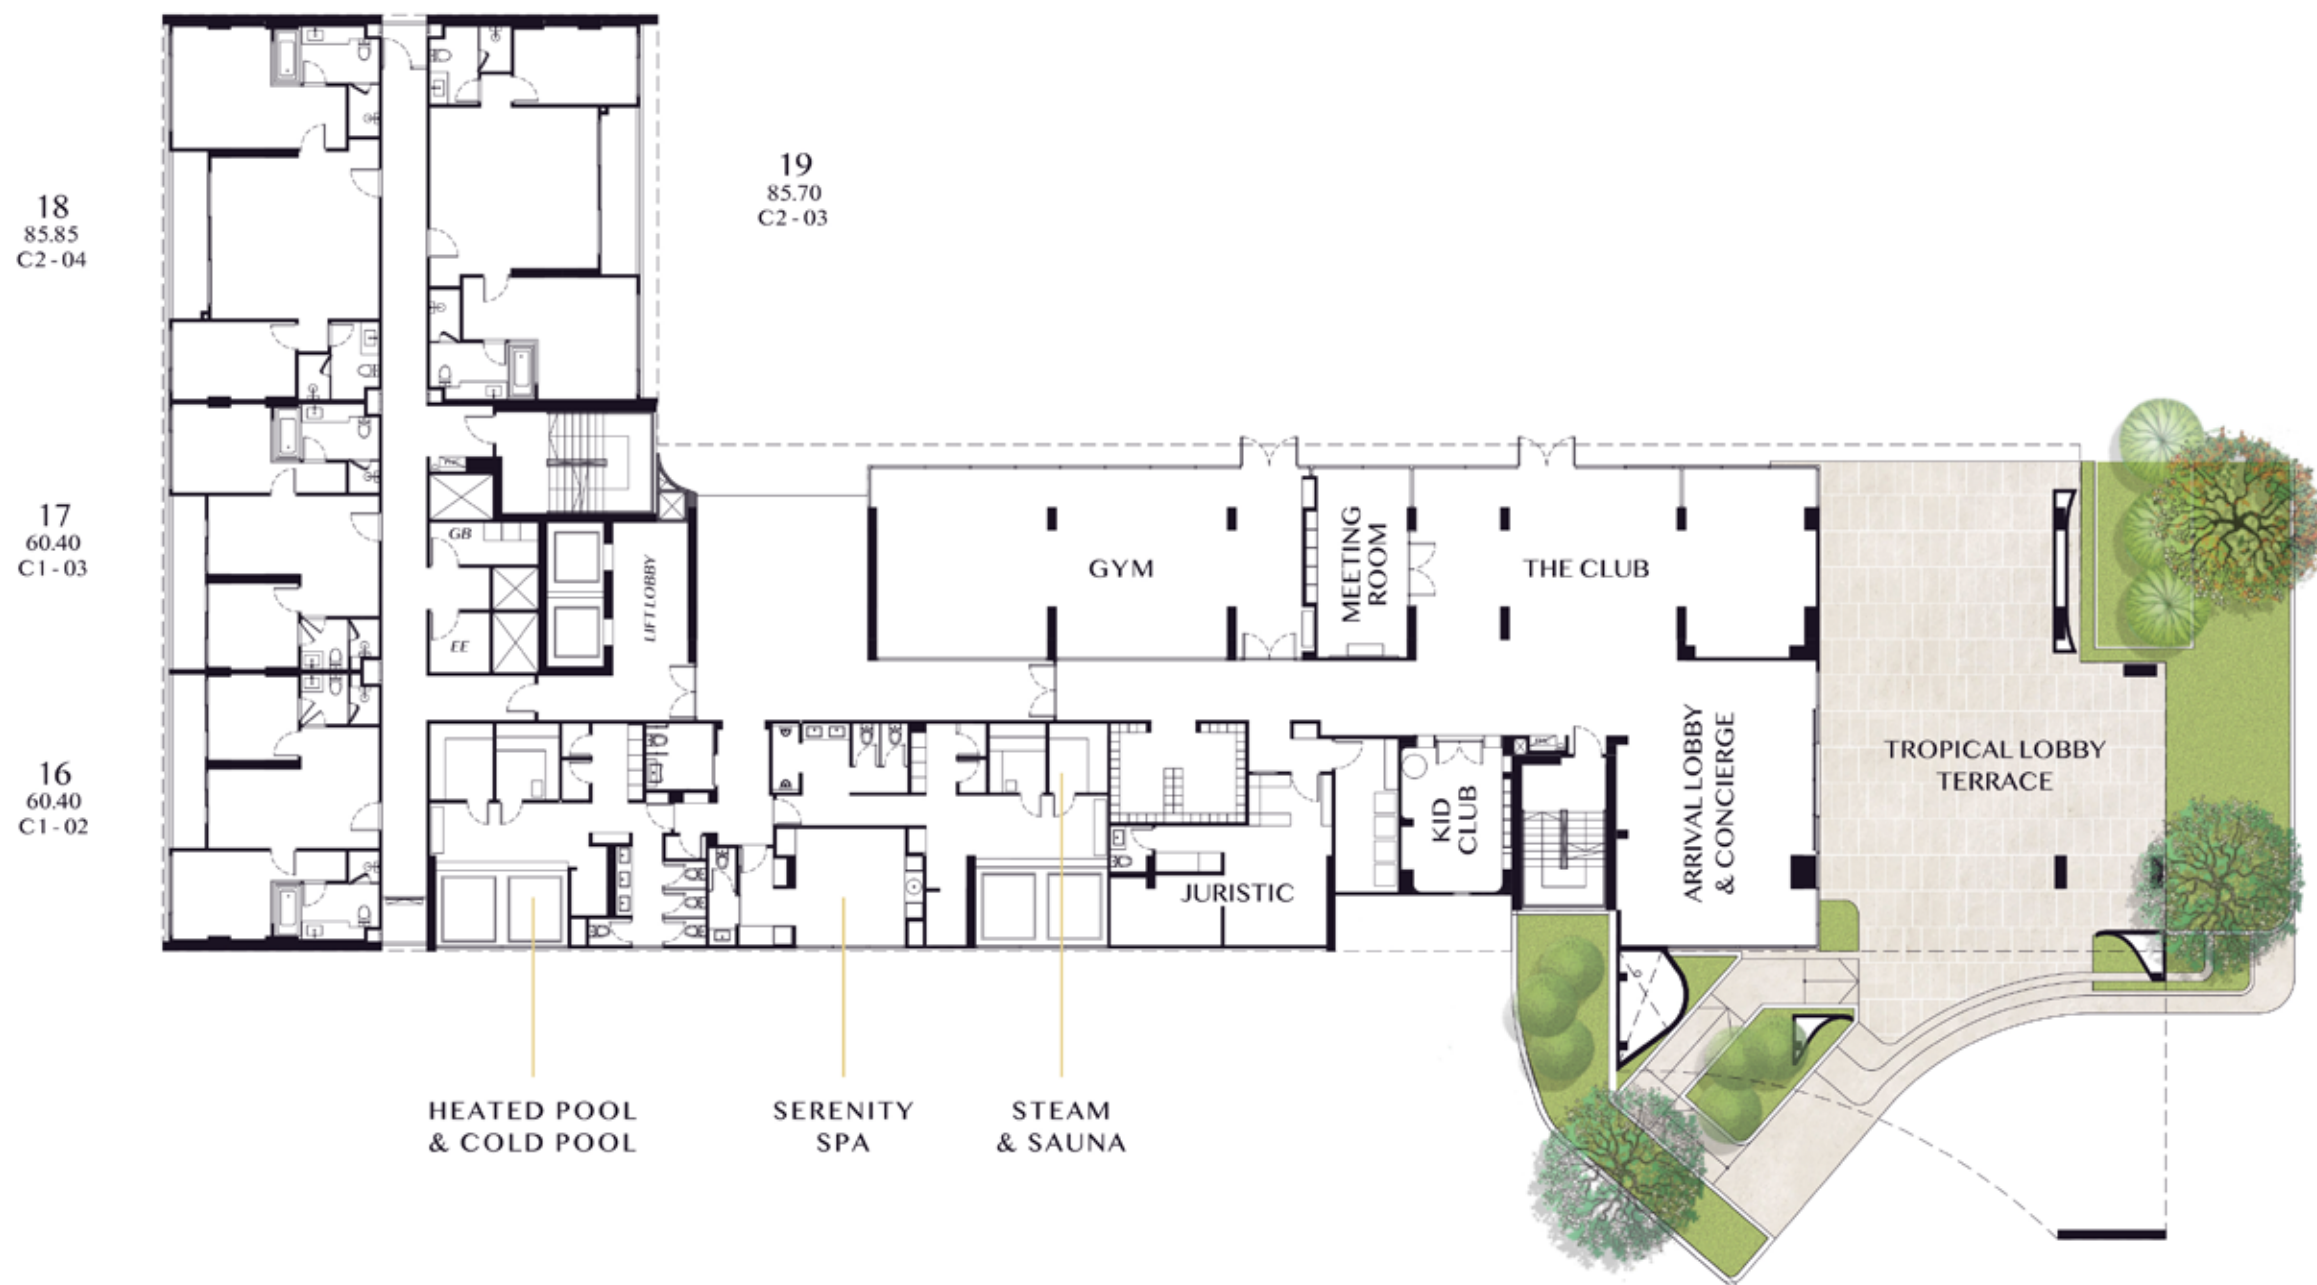 19
85.70
C2 - 03
18
85.85
C2 - 04
17
60.40
C1 - 03
16
60.40
C1 - 02
GB
EE
LIFT LOBBY
GYM
MEETING
ROOM
THE CLUB
KID
CLUB
JURISTIC
ARRIVAL LOBBY
& CONCIERGE
TROPICAL LOBBY
TERRACE
HEATED POOL
& COLD POOL
SERENITY
SPA
STEAM
& SAUNA